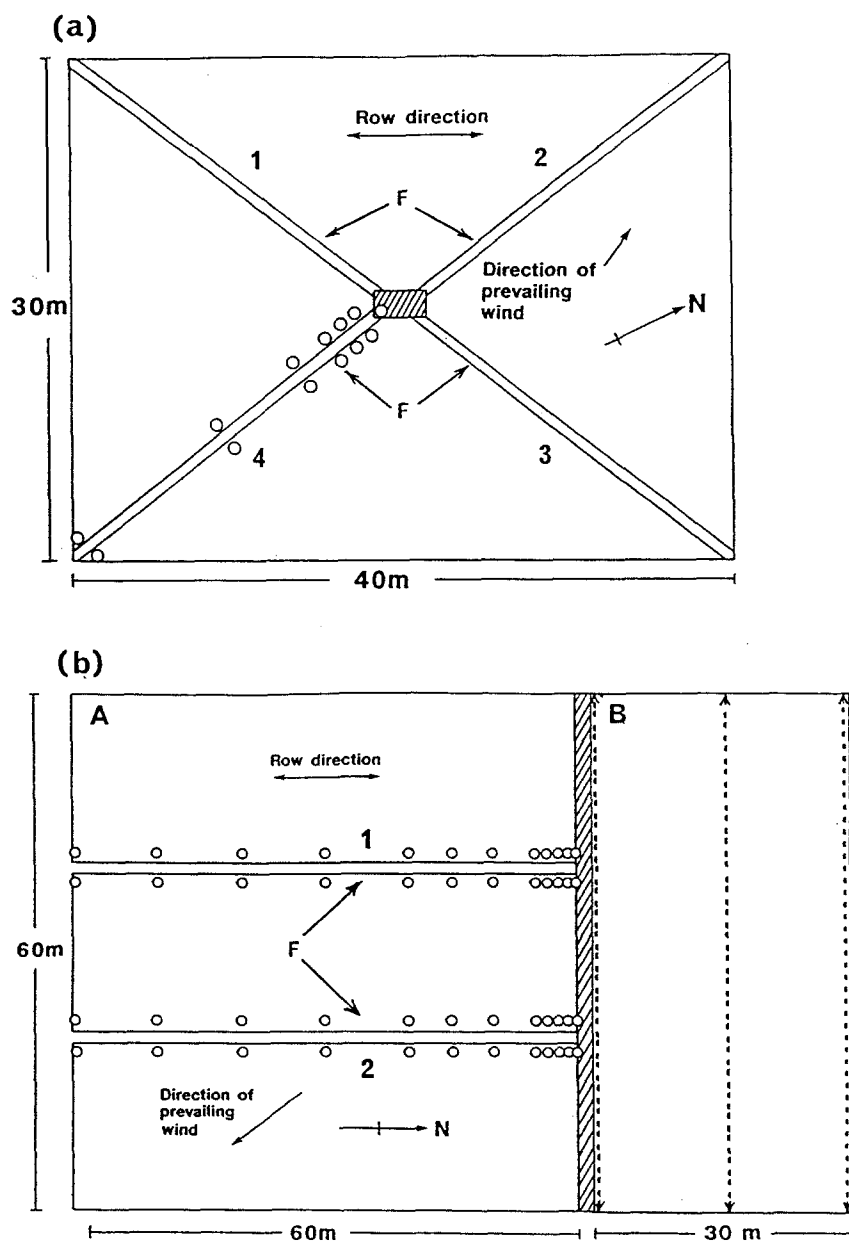 (a)
Row direction
1
2
F
Direction of
prevailing
wind
N
30m
F
4
3
40m
(b)
A
B
Row direction
1
F
60m
2
Direction of
prevailing
wind
N
60m
30 m